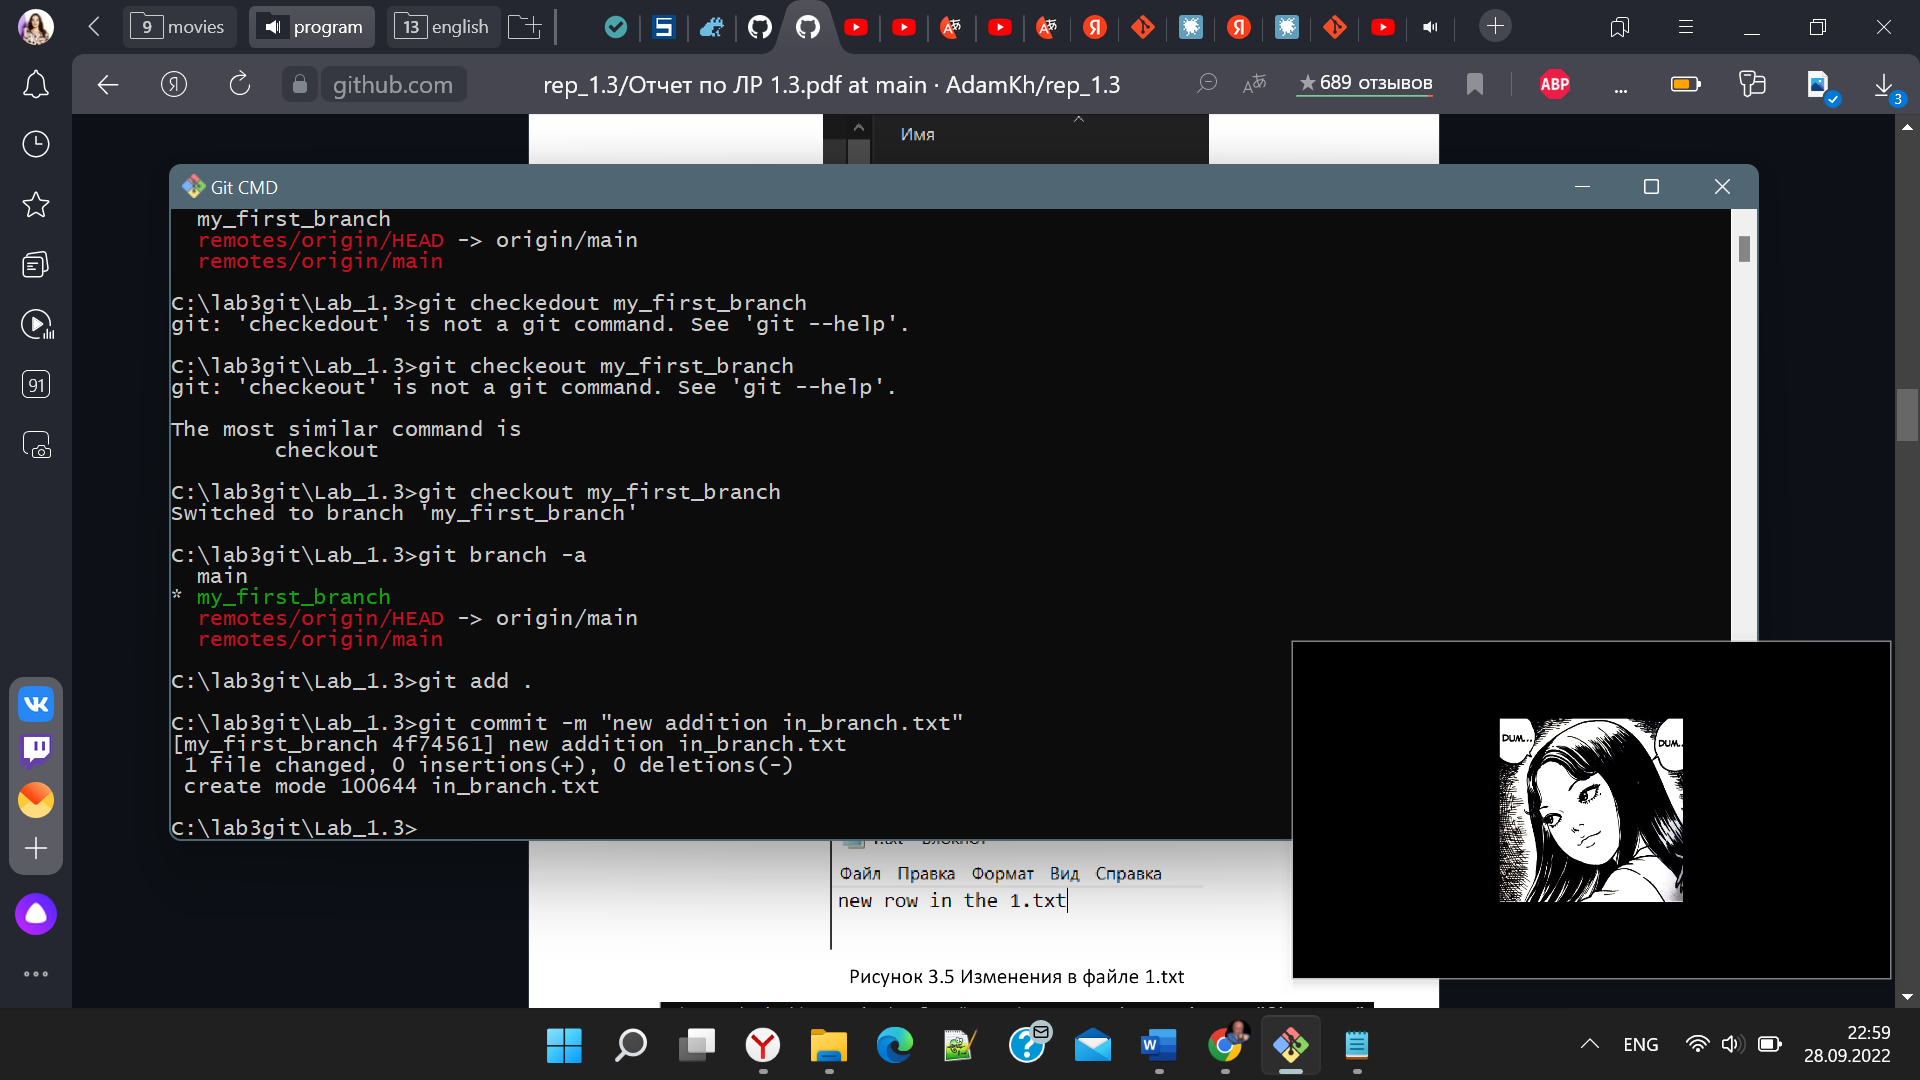 9 movies
program
13 english
github.com
rep_1.3/Отчет по ЛР 1.3.pdf at main · AdamKh/rep_1.3
★ 689 отзывов
ABP
...
3
91
Имя
Git CMD
my_first_branch
remotes/origin/HEAD -> origin/main
remotes/origin/main
C:\lab3git\Lab_1.3>git checkedout my_first_branch
git: 'checkedout' is not a git command. See 'git --help'.
C:\lab3git\Lab_1.3>git checkeout my_first_branch
git: 'checkeout' is not a git command. See 'git --help'.
The most similar command is
checkout
C:\lab3git\Lab_1.3>git checkout my_first_branch
Switched to branch 'my_first_branch'
C:\lab3git\Lab_1.3>git branch -a
main
* my_first_branch
remotes/origin/HEAD -> origin/main
remotes/origin/main
C:\lab3git\Lab_1.3>git add .
C:\lab3git\Lab_1.3>git commit -m "new addition in_branch.txt"
[my_first_branch 4f74561] new addition in_branch.txt
1 file changed, 0 insertions(+), 0 deletions(-)
create mode 100644 in_branch.txt
C:\lab3git\Lab_1.3>
DUM...
DUM..
Файл Правка Формат Вид Справка
new row in the 1.txt
Рисунок 3.5 Изменения в файле 1.txt
ENG
22:59
28.09.2022